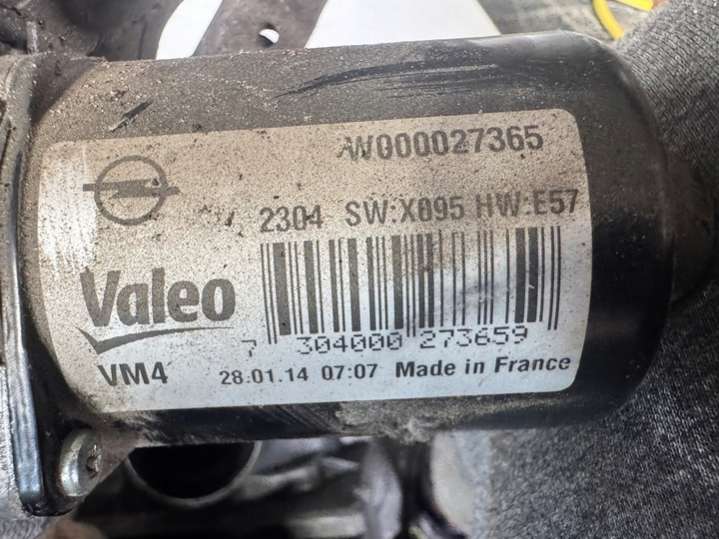 W000027365
2304 SW:X095 HW:E57
Valeo
7 304000 273659
VM4 28.01.14 07:07 Made in France